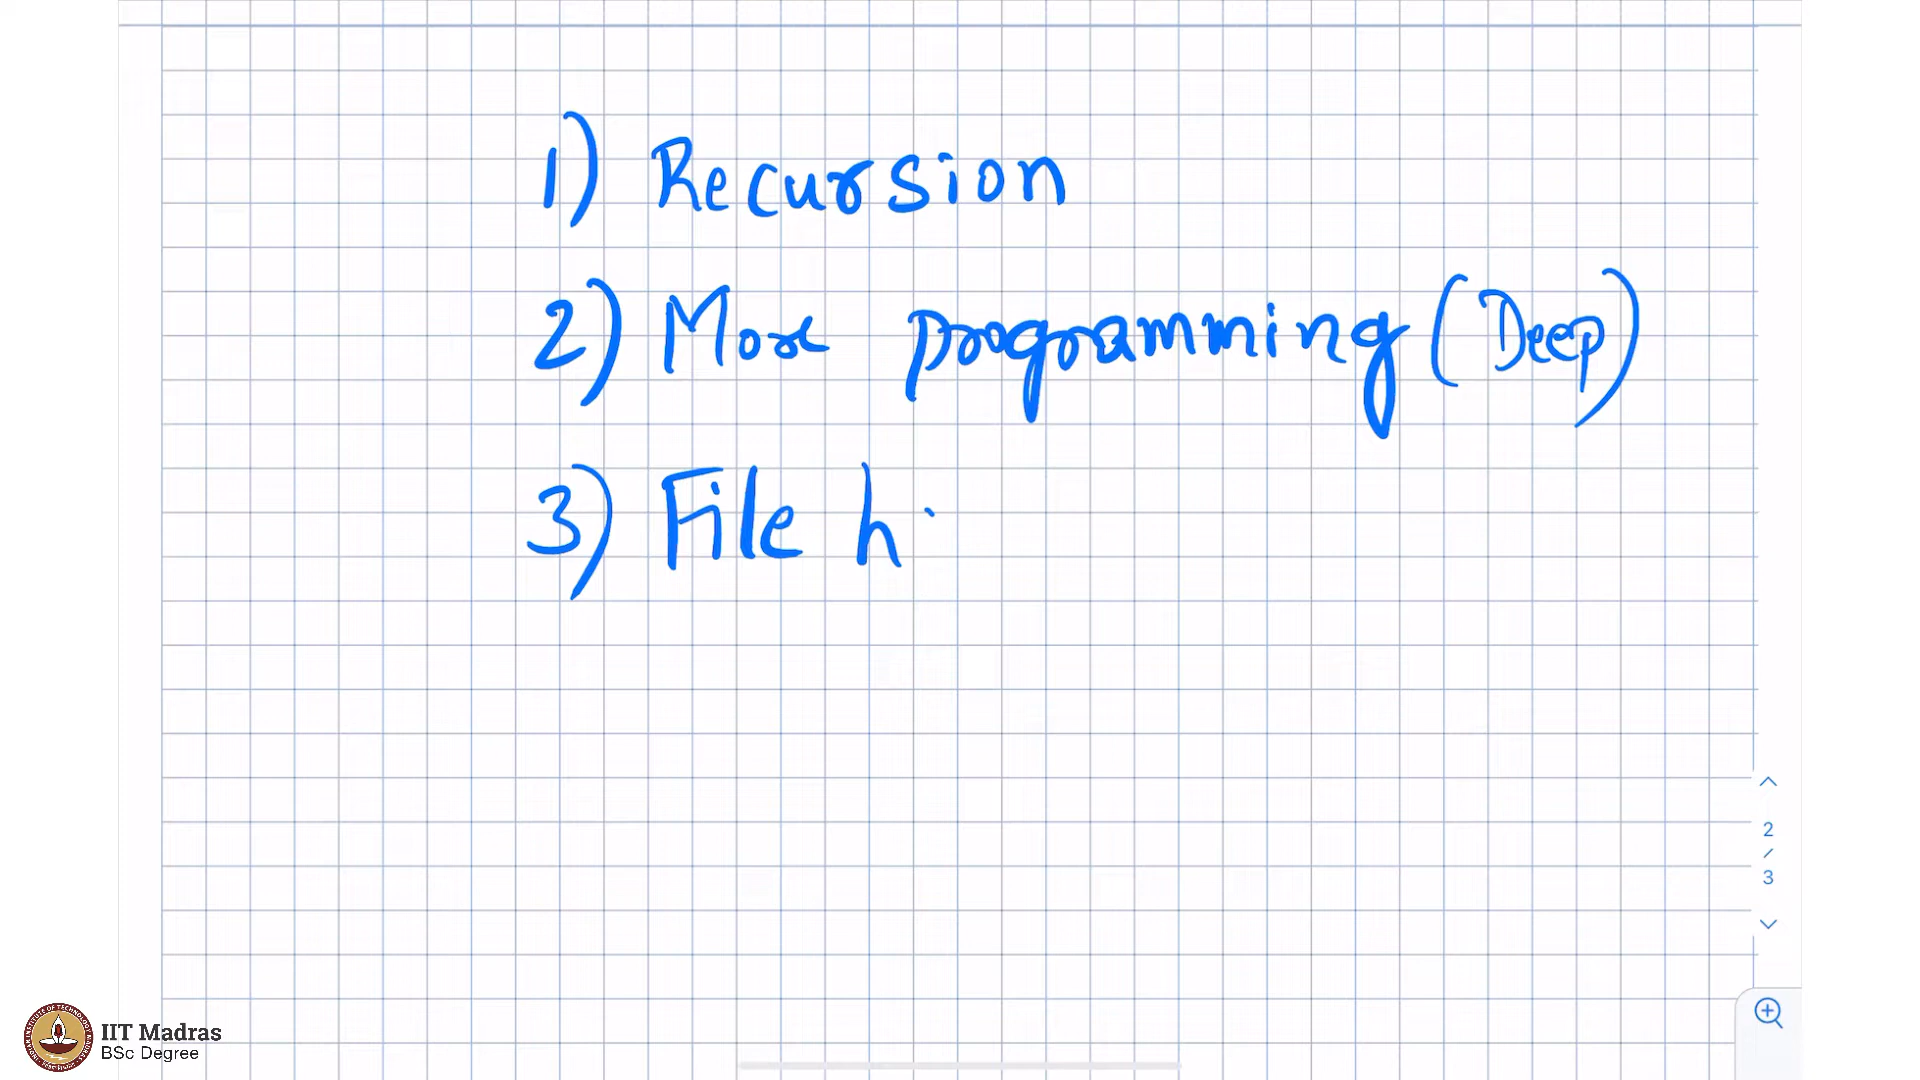 1) Recursion
2) More programming (Deep)
3) File h
2
/
3
IIT Madras
BSc Degree